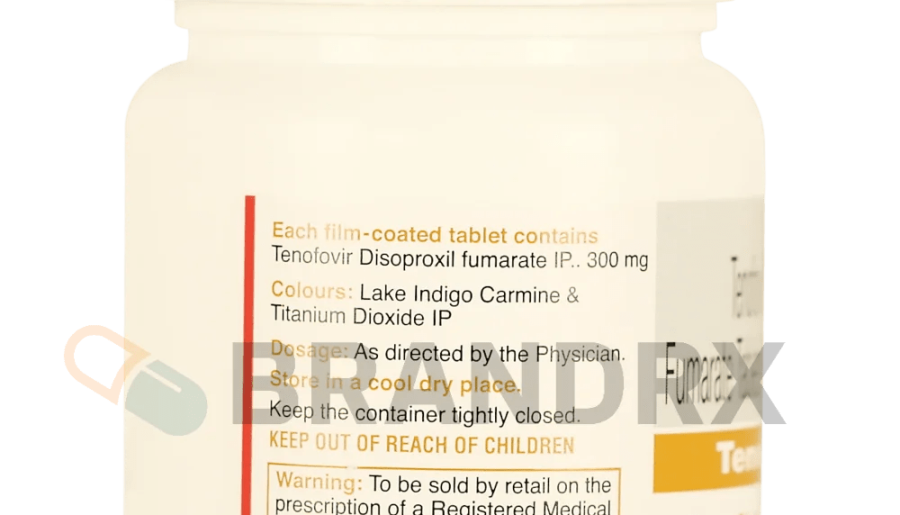 Each film-coated tablet contains
Tenofovir Disoproxil fumarate IP.. 300 mg
Colours: Lake Indigo Carmine &
Titanium Dioxide IP
Dosage: As directed by the Physician.
Store in a cool dry place.
Keep the container tightly closed.
KEEP OUT OF REACH OF CHILDREN
Warning: To be sold by retail on the
prescription of a Registered Medical
BRANDRX
Fumarate